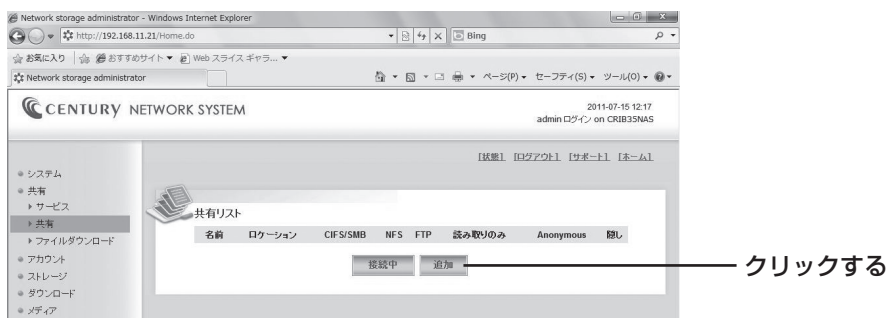 Network storage administrator - Windows Internet Explorer
http://192.168.11.21/Home.do
Bing
お気に入り
おすすめサイト ▼
Web スライス ギャラ... ▼
Network storage administrator
ページ(P) ▼ セーフティ(S) ▼ ツール(O) ▼
CENTURY NETWORK SYSTEM
2011-07-15 12:17
admin ログイン on CRIB35NAS
[状態] [ログアウト] [サポート] [ホーム]
システム
共有
サービス
共有
ファイルダウンロード
アカウント
ストレージ
ダウンロード
メディア
共有リスト
名前 ロケーション CIFS/SMB NFS FTP 読み取りのみ Anonymous 隠し
接続中 追加
クリックする